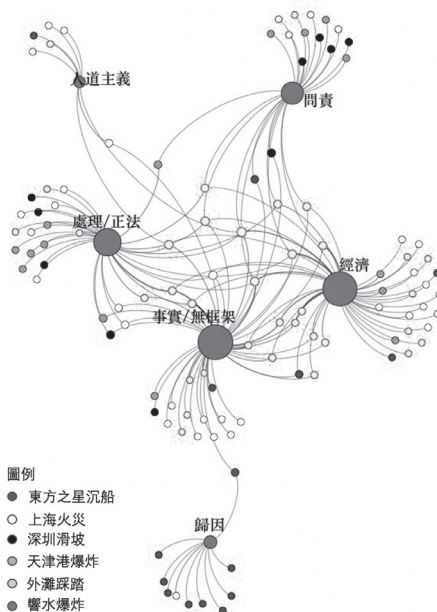 人道主義
問責
處理/正法
經濟
事實/無框架
歸因
圖例
東方之星沉船
上海火災
深圳滑坡
天津港爆炸
外灘踩踏
響水爆炸